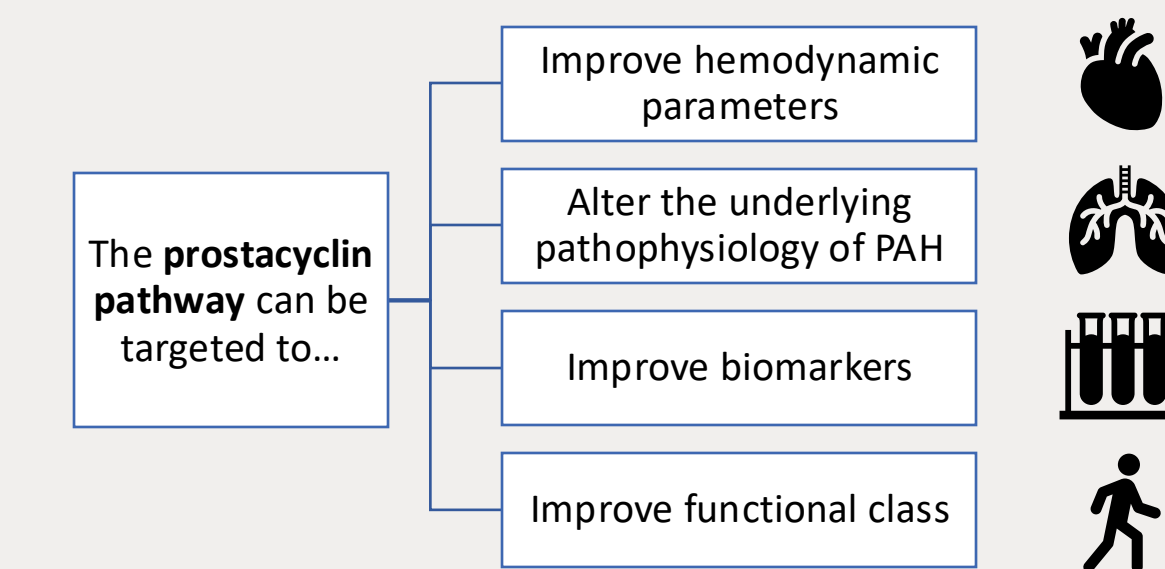 Improve hemodynamic
parameters
Alter the underlying
pathophysiology of PAH
The prostacyclin
pathway can be
targeted to…
Improve biomarkers
Improve functional class